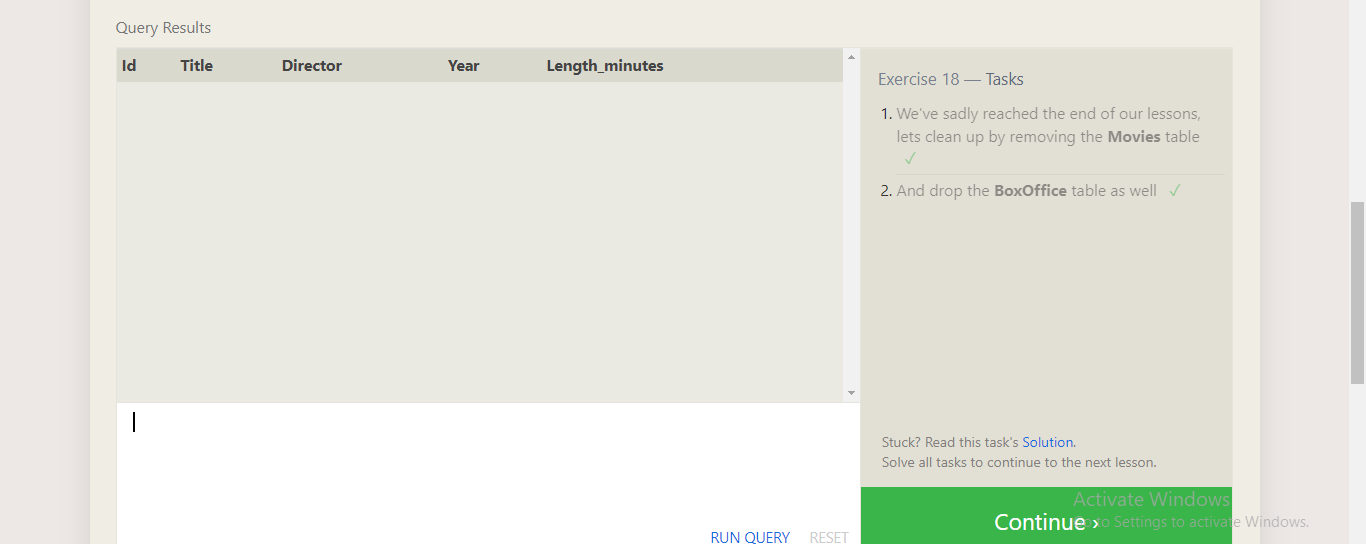 Query Results
Id Title Director Year Length_minutes
Exercise 18 — Tasks
1. We've sadly reached the end of our lessons,
lets clean up by removing the Movies table
✓
2. And drop the BoxOffice table as well ✓
Stuck? Read this task's Solution.
Solve all tasks to continue to the next lesson.
Continue ›
RUN QUERY RESET
Activate Windows
Go to Settings to activate Windows.